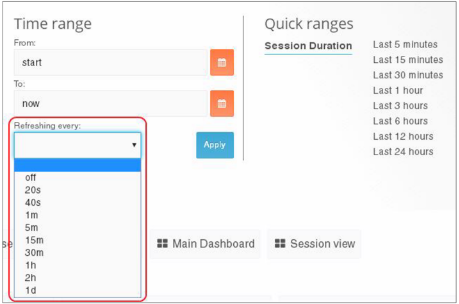 Time range
From:
start
To:
now
Refreshing every:
Apply
off
20s
40s
1m
5m
15m
30m
1h
2h
1d
Quick ranges
Session Duration
Last 5 minutes
Last 15 minutes
Last 30 minutes
Last 1 hour
Last 3 hours
Last 6 hours
Last 12 hours
Last 24 hours
se
Main Dashboard
Session view